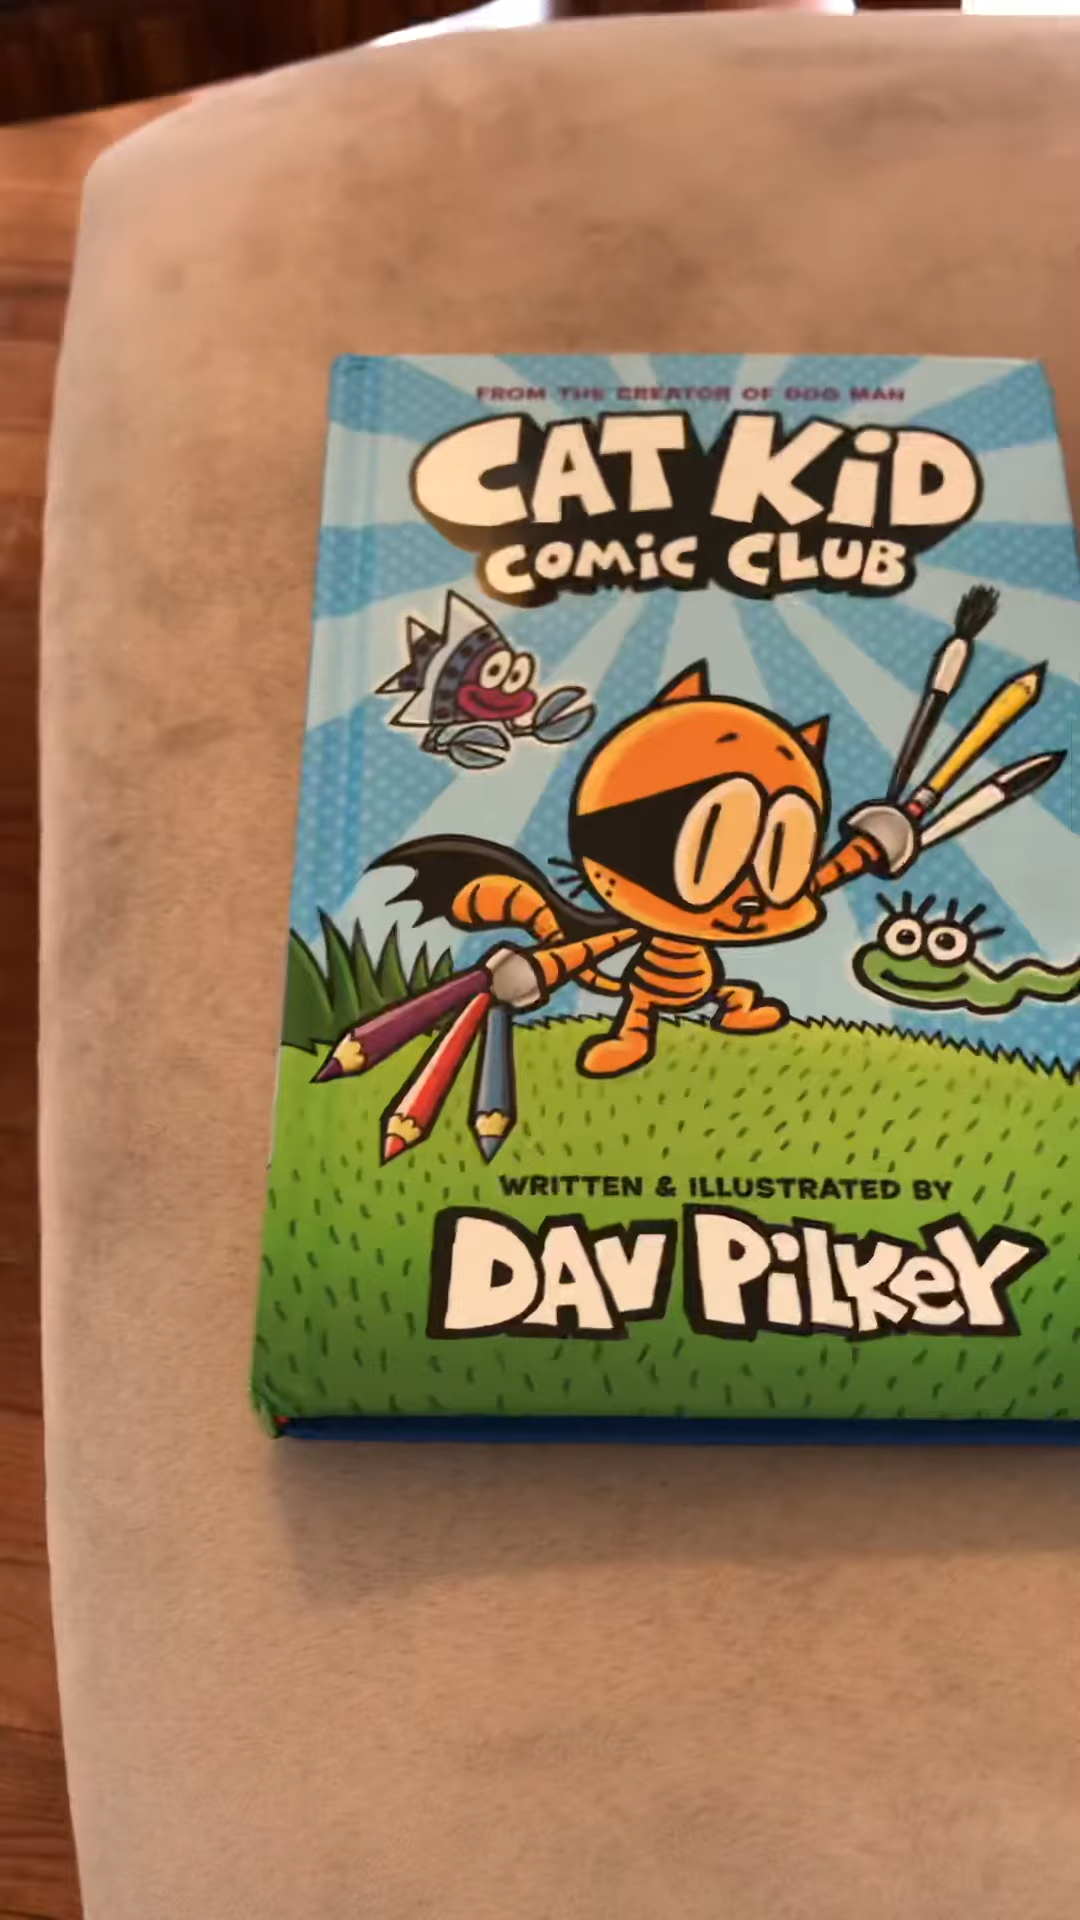 FROM THE CREATOR OF DOG MAN
CAT KiD
COMiC CLUB
WRITTEN & ILLUSTRATED BY
DAV PiLKeY